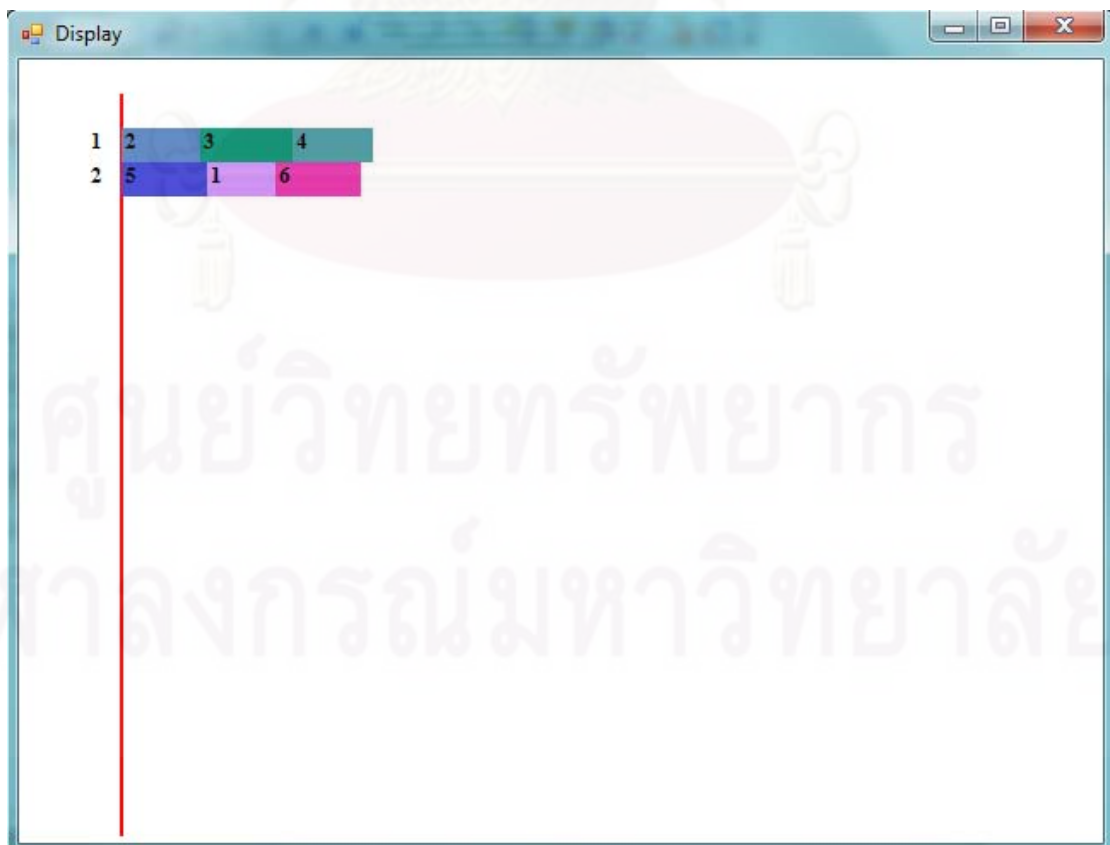 Display
1 2 3 4
2 5 1 6
ศูนย์วิทยทรัพยากร
ฬาลงกรณ์มหาวิทยาลัย